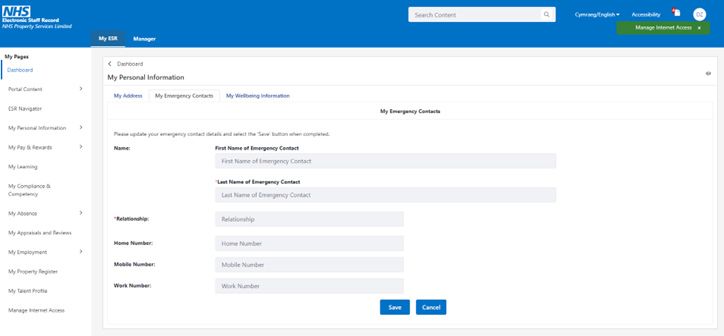 NHS
Electronic Staff Record
NHS Property Services Limited
Search Content
Cymraeg/English
Accessibility
DZ
Manage Internet Access ×
My ESR
Manager
My Pages
Dashboard
Portal Content
ESR Navigator
My Personal Information
My Pay & Rewards
My Learning
My Compliance &
Competency
My Absence
My Appraisals and Reviews
My Employment
My Property Register
My Talent Profile
Manage Internet Access
Dashboard
My Personal Information
My Address
My Emergency Contacts
My Wellbeing Information
My Emergency Contacts
Please update your emergency contact details and select the 'Save' button when completed.
Name:
First Name of Emergency Contact
First Name of Emergency Contact
*Last Name of Emergency Contact
Last Name of Emergency Contact
*Relationship:
Relationship
Home Number:
Home Number
Mobile Number:
Mobile Number
Work Number:
Work Number
Save
Cancel